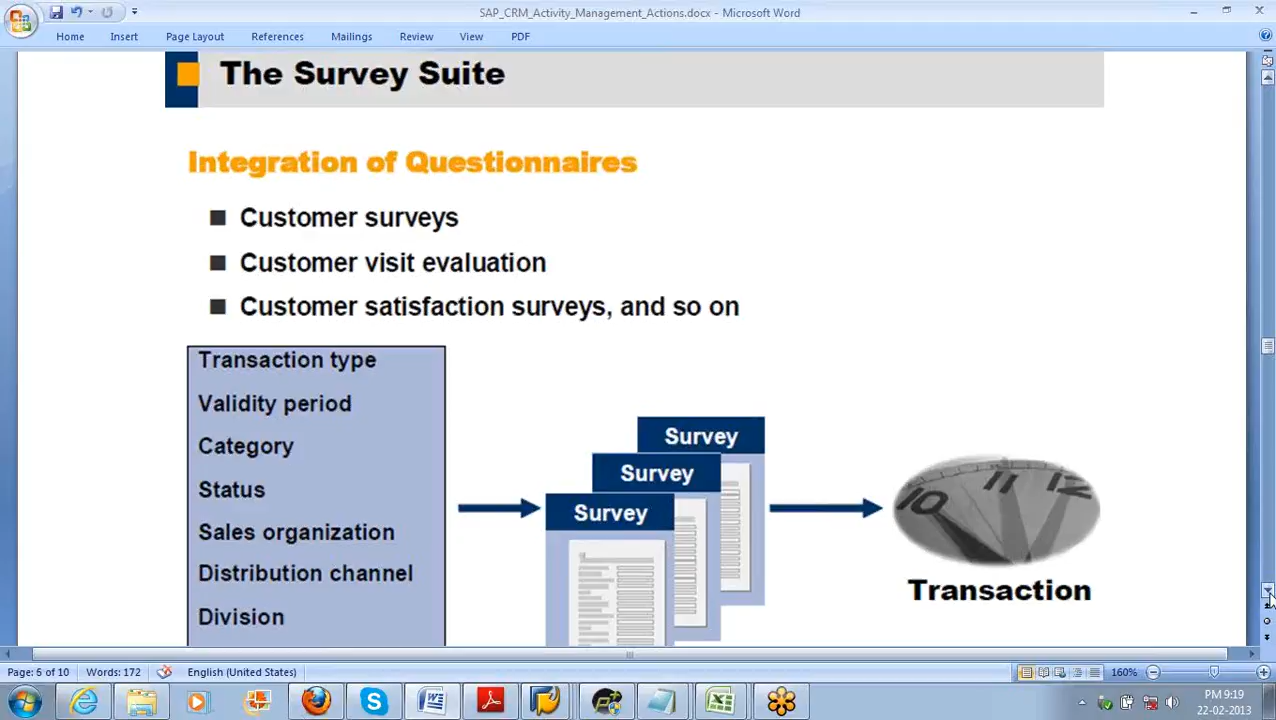 SAP_CRM_Activity_Management_Actions.docx - Microsoft Word
Home Insert Page Layout References Mailings Review View PDF
The Survey Suite
Integration of Questionnaires
Customer surveys
Customer visit evaluation
Customer satisfaction surveys, and so on
Transaction type
Validity period
Category
Status
Sales organization
Distribution channel
Division
Survey
Survey
Survey
10 11 12
Transaction
Page: 5 of 10 Words: 172 English (United States) 160%
PM 9:19
22-02-2013